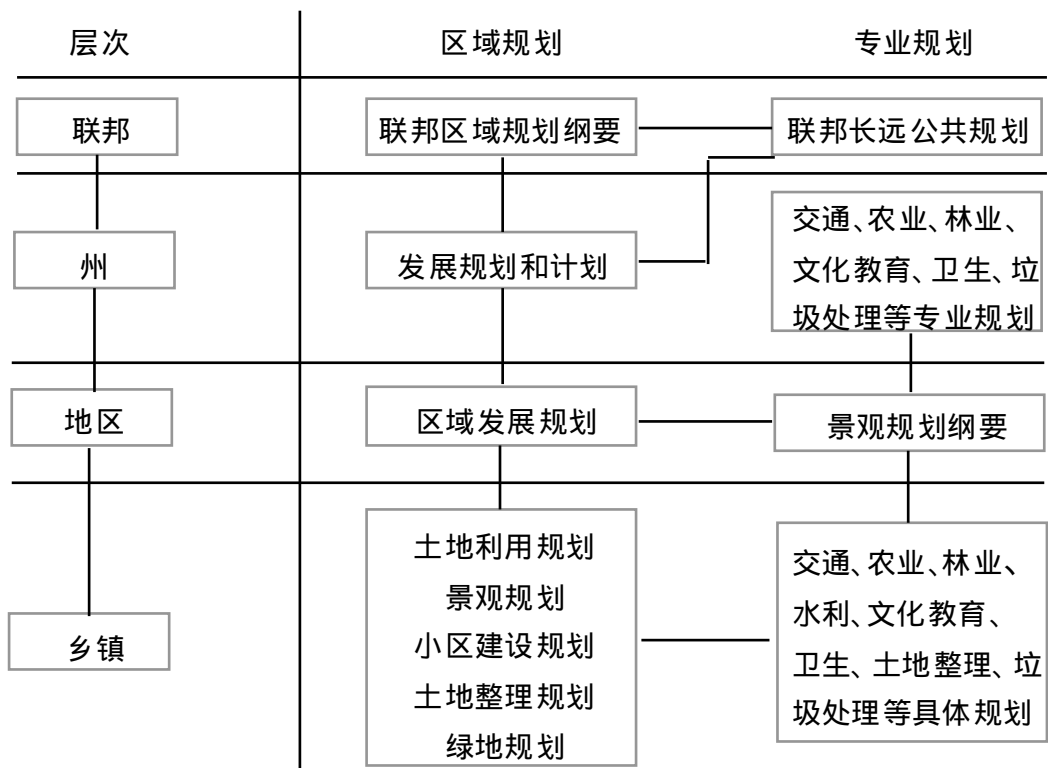 层次 区域规划 专业规划
联邦 联邦区域规划纲要 联邦长远公共规划
州 发展规划和计划
交通、农业、林业、
文化教育、卫生、垃
圾处理等专业规划
地区 区域发展规划 景观规划纲要
乡镇
土地利用规划
景观规划
小区建设规划
土地整理规划
绿地规划
交通、农业、林业、
水利、文化教育、
卫生、土地整理、垃
圾处理等具体规划